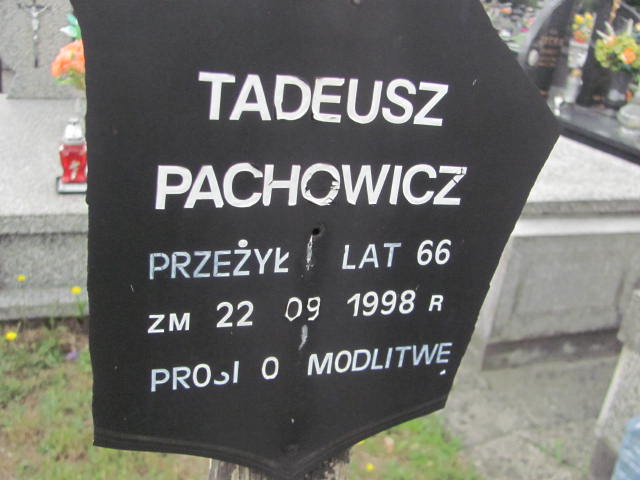 TADEUSZ
PACHOWICZ
PRZEŻYŁ LAT 66
ZM 22 09 1998 R
PROSI O MODLITWĘ